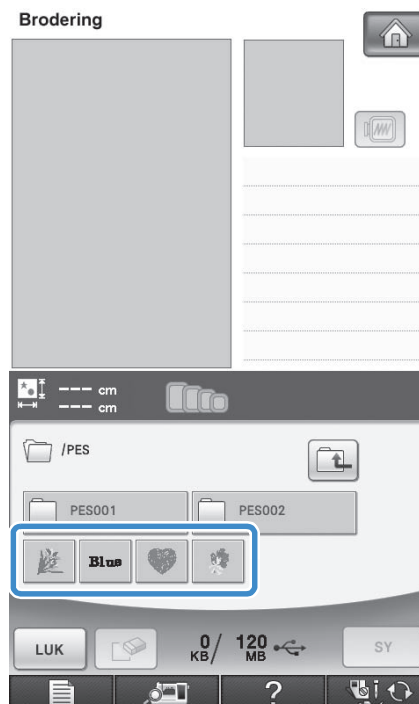 Brodering
--- cm
--- cm
/PES
PES001 PES002
Blue
LUK 0 KB / 120 MB SY
? i